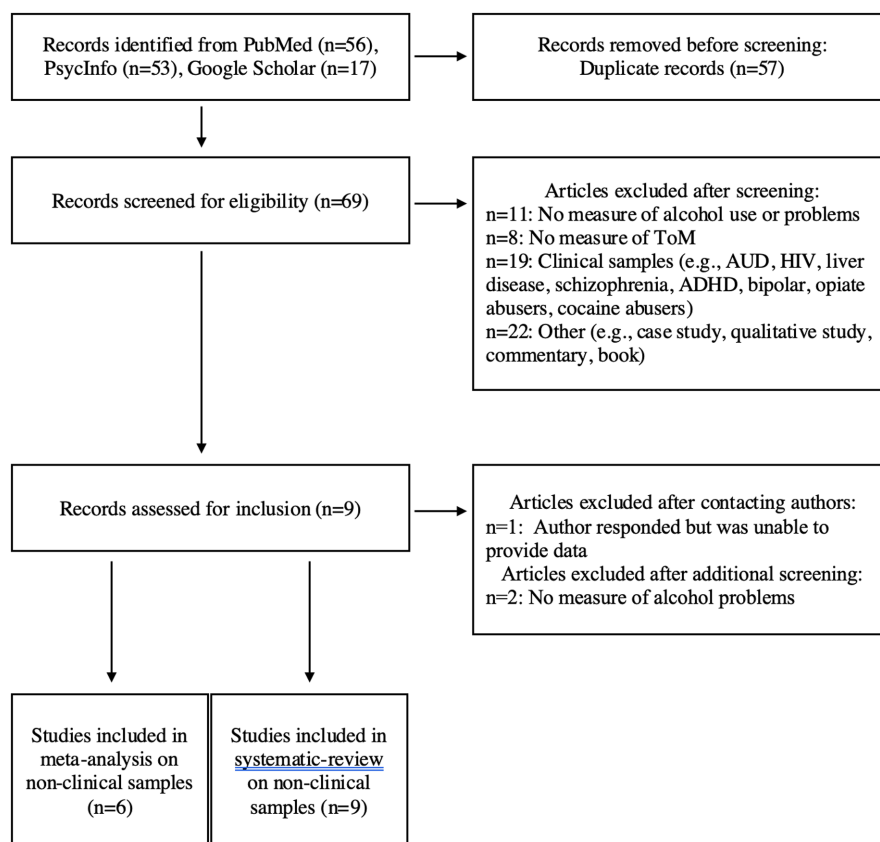 Records identified from PubMed (n=56),
PsycInfo (n=53), Google Scholar (n=17)
Records removed before screening:
Duplicate records (n=57)
Records screened for eligibility (n=69)
Articles excluded after screening:
n=11: No measure of alcohol use or problems
n=8: No measure of ToM
n=19: Clinical samples (e.g., AUD, HIV, liver
disease, schizophrenia, ADHD, bipolar, opiate
abusers, cocaine abusers)
n=22: Other (e.g., case study, qualitative study,
commentary, book)
Records assessed for inclusion (n=9)
Articles excluded after contacting authors:
n=1: Author responded but was unable to
provide data
Articles excluded after additional screening:
n=2: No measure of alcohol problems
Studies included in
meta-analysis on
non-clinical samples
(n=6)
Studies included in
systematic-review
on non-clinical
samples (n=9)